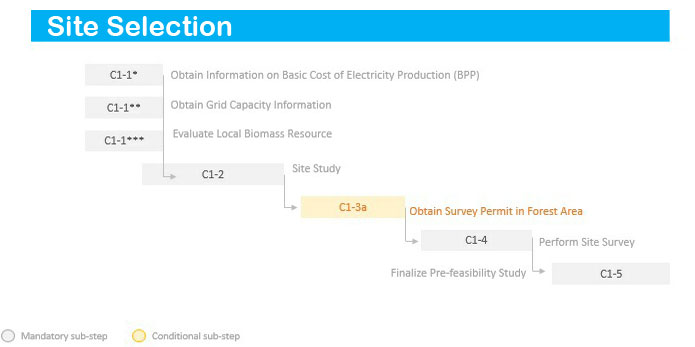 Site Selection
C1-1* Obtain Information on Basic Cost of Electricity Production (BPP)
C1-1** Obtain Grid Capacity Information
C1-1*** Evaluate Local Biomass Resource
C1-2 Site Study
C1-3a Obtain Survey Permit in Forest Area
C1-4 Perform Site Survey
Finalize Pre-feasibility Study C1-5
Mandatory sub-step Conditional sub-step